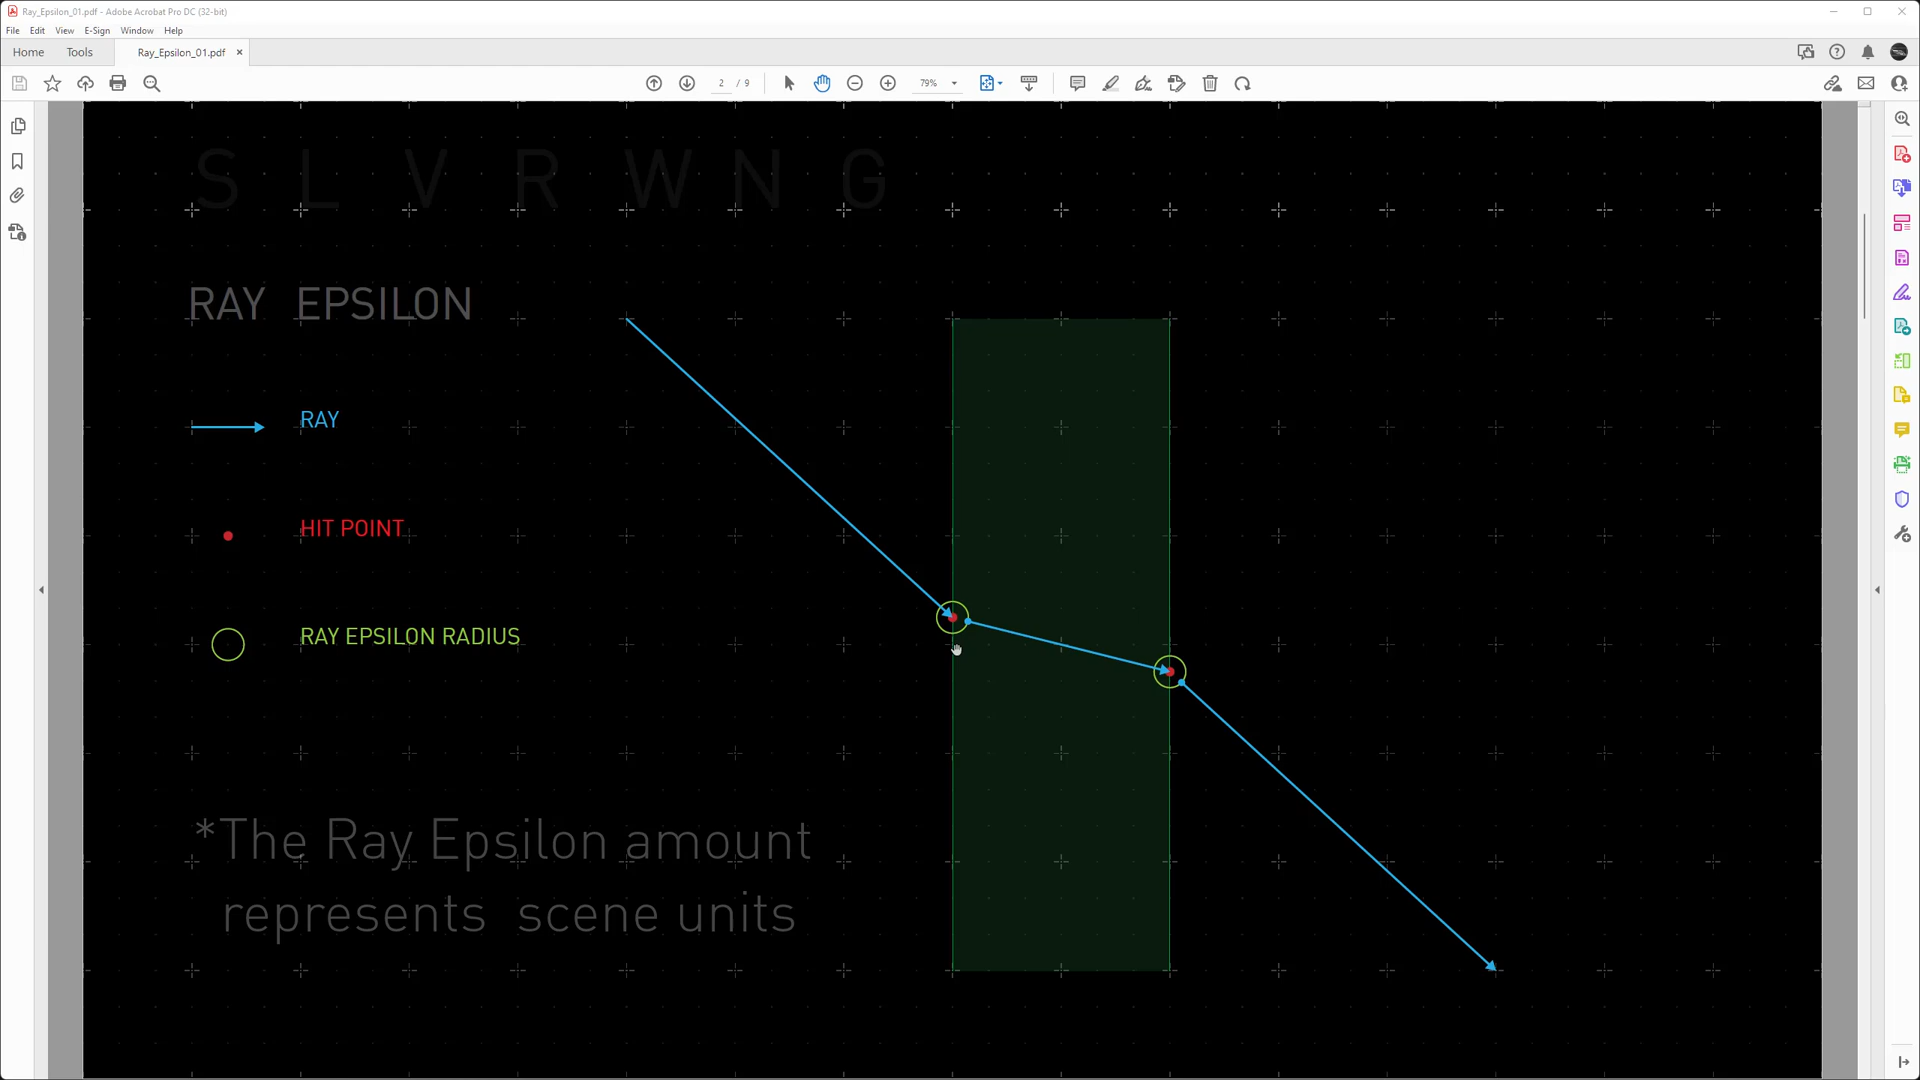 Ray_Epsilon_01.pdf - Adobe Acrobat Pro DC (32-bit)
File Edit View E-Sign Window Help
Home Tools Ray_Epsilon_01.pdf ×
2 / 9 79%
S L V R W N G
RAY EPSILON
RAY
HIT POINT
RAY EPSILON RADIUS
*The Ray Epsilon amount
represents scene units